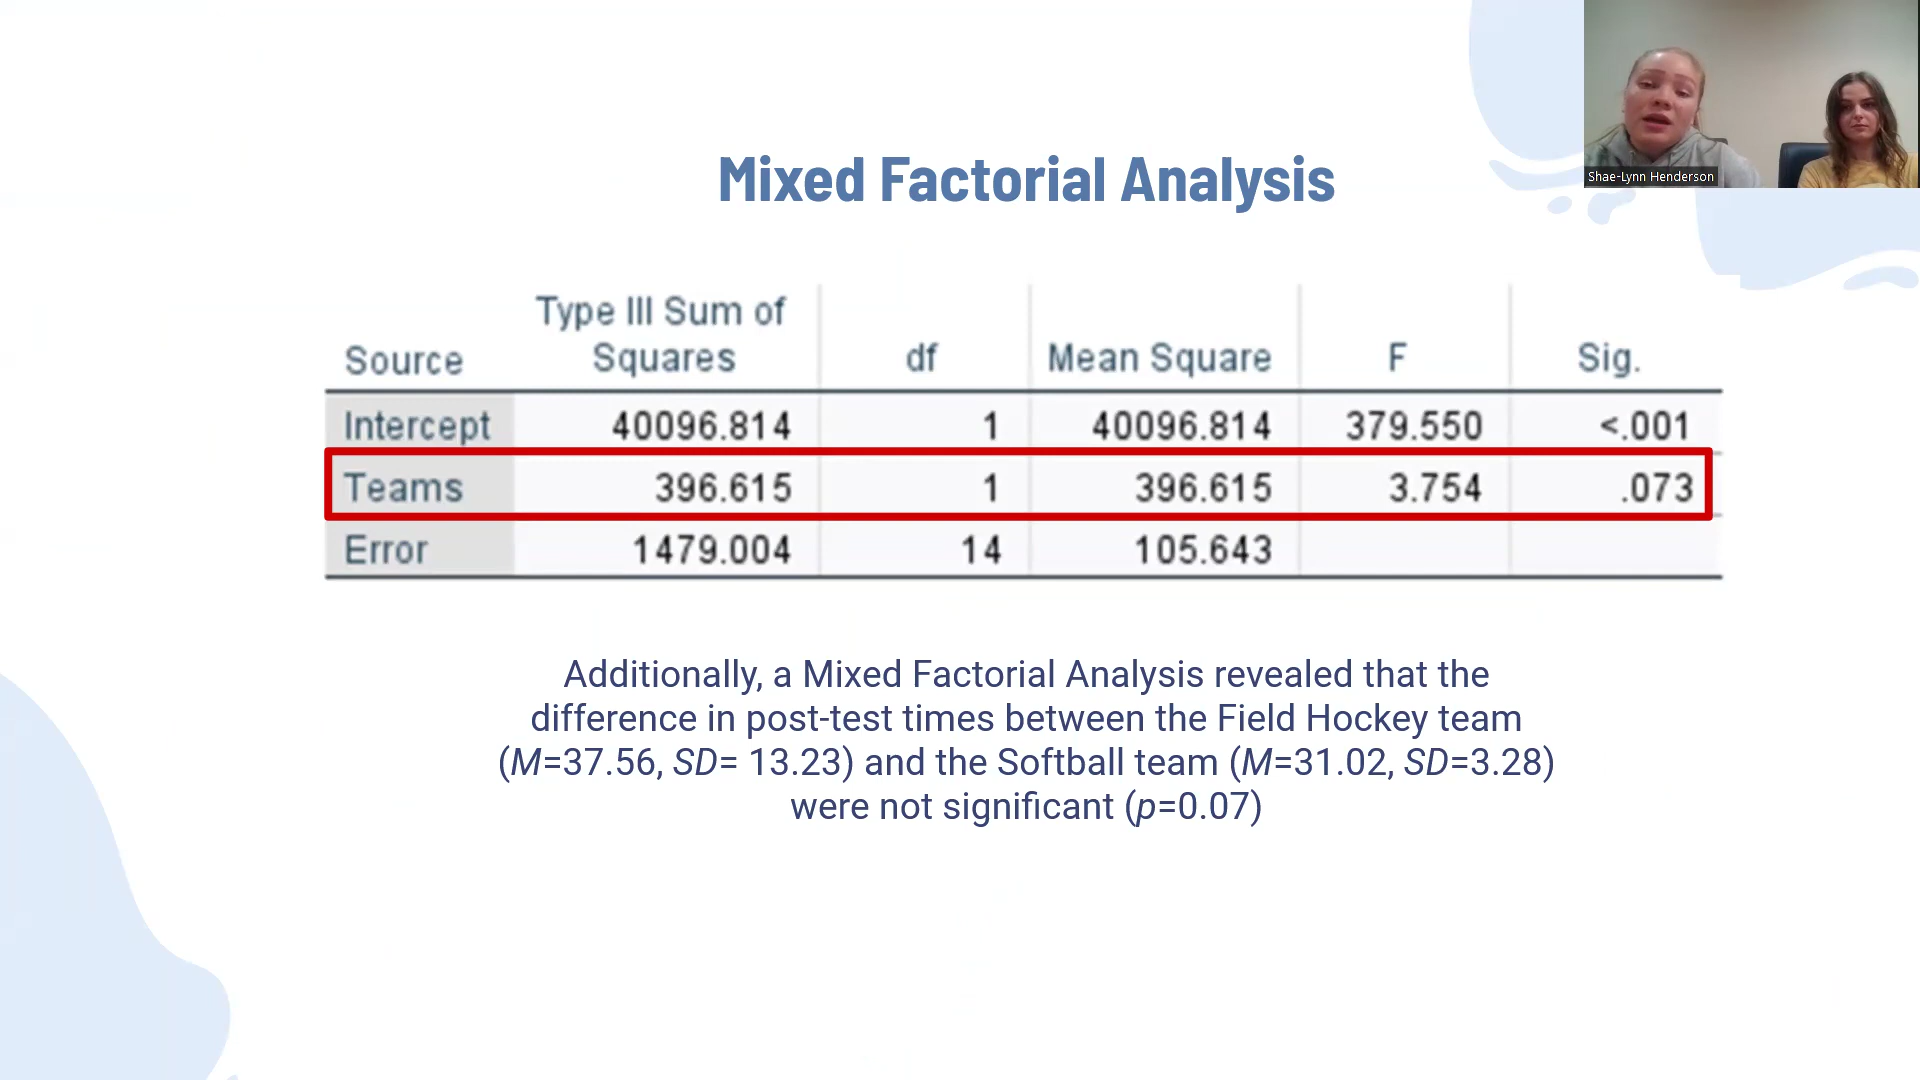 Shae-Lynn Henderson
Mixed Factorial Analysis
Source Type III Sum of Squares df Mean Square F Sig.
Intercept 40096.814 1 40096.814 379.550 <.001
Teams 396.615 1 396.615 3.754 .073
Error 1479.004 14 105.643
Additionally, a Mixed Factorial Analysis revealed that the
difference in post-test times between the Field Hockey team
(M=37.56, SD= 13.23) and the Softball team (M=31.02, SD=3.28)
were not significant (p=0.07)